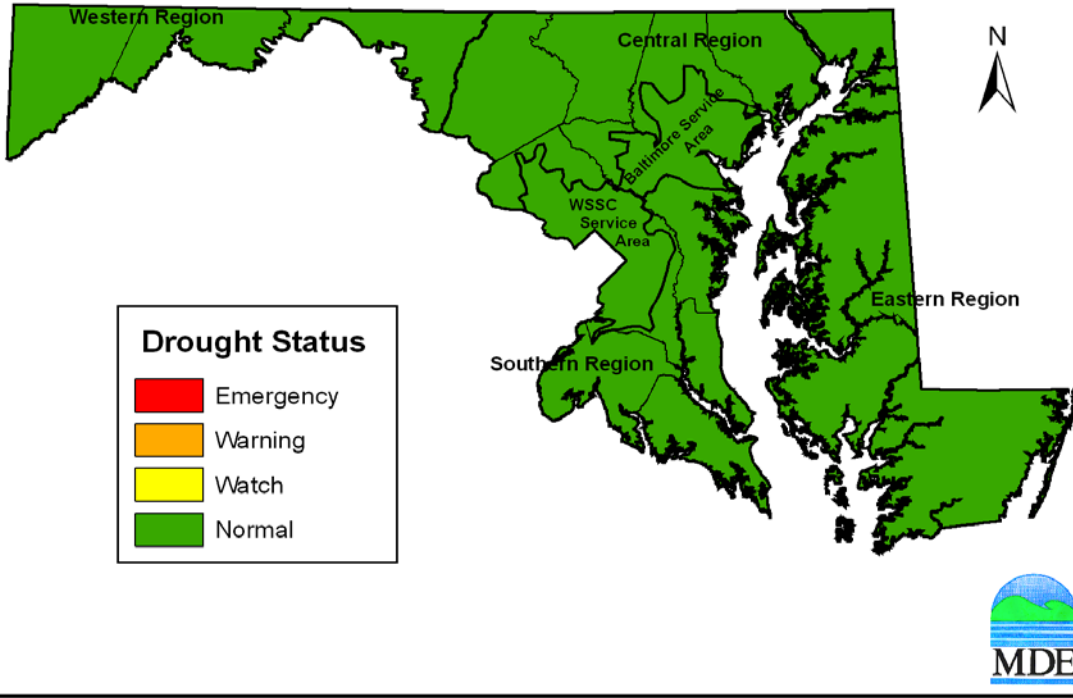 Western Region
Central Region
N
Baltimore Service
Area
WSSC
Service
Area
Eastern Region
Southern Region
Drought Status
Emergency
Warning
Watch
Normal
MDE